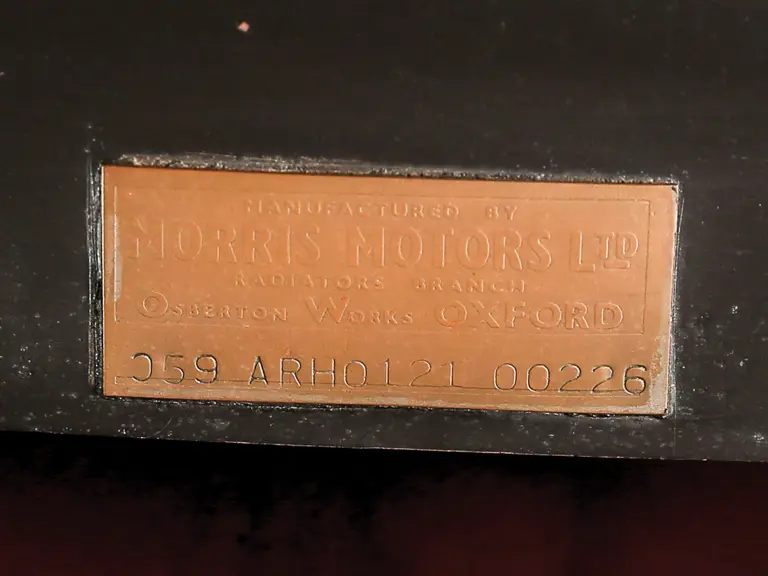 MANUFACTURED BY
MORRIS MOTORS LTD
RADIATORS BRANCH
OSBERTON WORKS OXFORD
059 ARH0121 00226